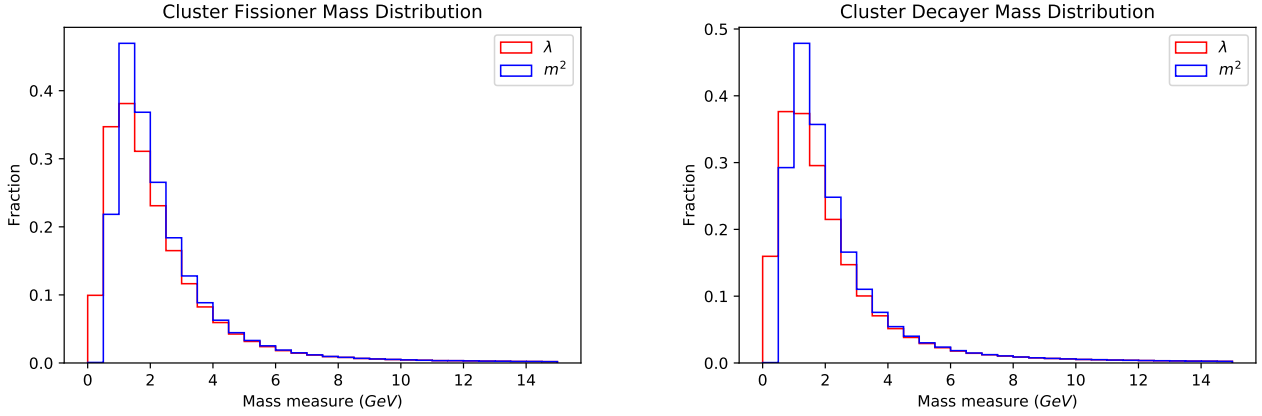 Cluster Fissioner Mass Distribution
λ
m²
0.4
0.3
0.2
0.1
0.0
Fraction
0 2 4 6 8 10 12 14
Mass measure (GeV)
Cluster Decayer Mass Distribution
λ
m²
0.5
0.4
0.3
0.2
0.1
0.0
Fraction
0 2 4 6 8 10 12 14
Mass measure (GeV)